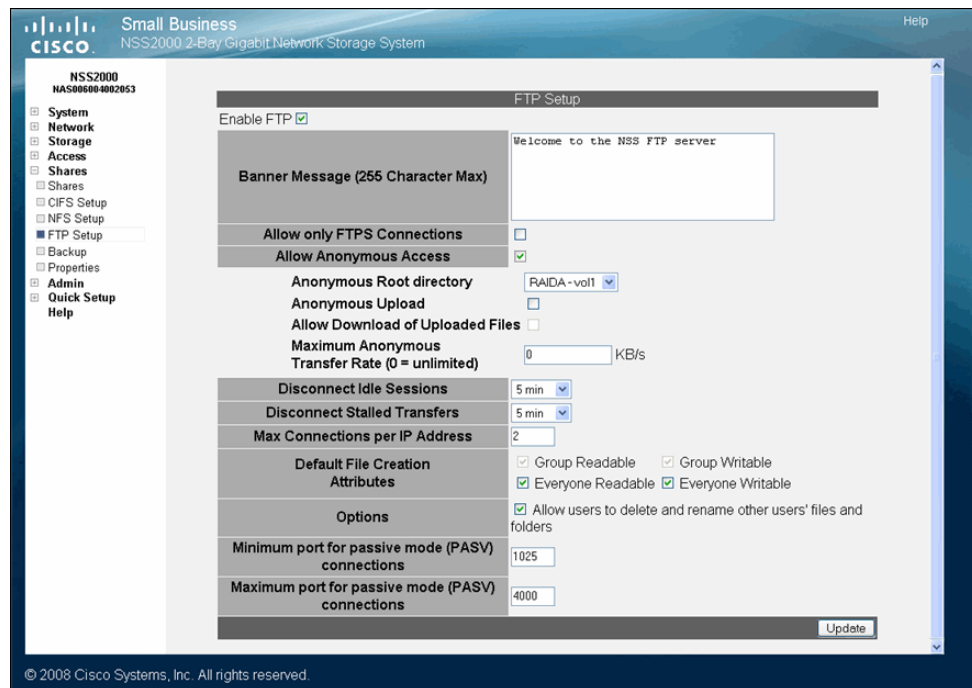 Small Business
Help
CISCO
NSS2000 2-Bay Gigabit Network Storage System
NSS2000
NAS006004002053
System
Network
Storage
Access
Shares
Shares
CIFS Setup
NFS Setup
FTP Setup
Backup
Properties
Admin
Quick Setup
Help
FTP Setup
Enable FTP
Banner Message (255 Character Max)
Welcome to the NSS FTP server
Allow only FTPS Connections
Allow Anonymous Access
Anonymous Root directory
RAIDA-vol1
Anonymous Upload
Allow Download of Uploaded Files
Maximum Anonymous
Transfer Rate (0 = unlimited)
0 KB/s
Disconnect Idle Sessions
5 min
Disconnect Stalled Transfers
5 min
Max Connections per IP Address
2
Default File Creation
Attributes
Group Readable Group Writable
Everyone Readable Everyone Writable
Options
Allow users to delete and rename other users' files and
folders
Minimum port for passive mode (PASV)
connections
1025
Maximum port for passive mode (PASV)
connections
4000
Update
© 2008 Cisco Systems, Inc. All rights reserved.